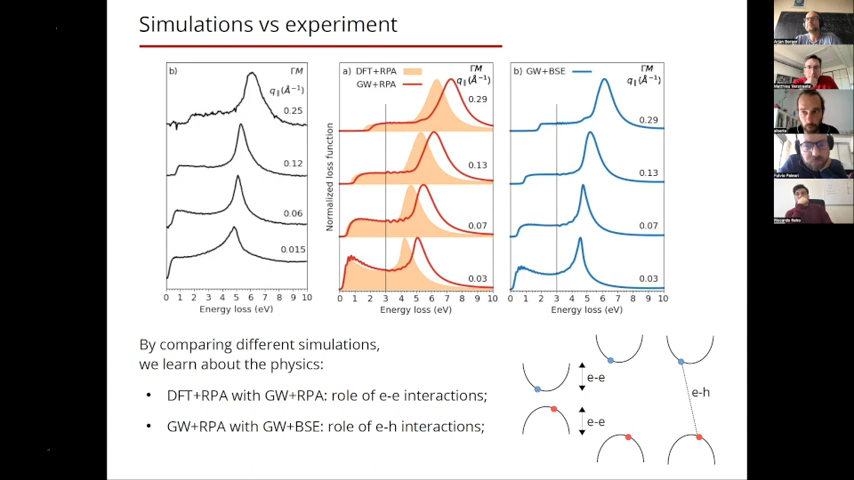 Simulations vs experiment
b)
ΓM
q∥(Å⁻¹)
0.25
0.12
0.06
0.015
0 1 2 3 4 5 6 7 8 9 10
Energy loss (eV)
Normalized loss function
a)
DFT+RPA
GW+RPA
ΓM
q∥(Å⁻¹)
0.29
0.13
0.07
0.03
0 1 2 3 4 5 6 7 8 9 10
Energy loss (eV)
b)
GW+BSE
ΓM
q∥(Å⁻¹)
0.29
0.13
0.07
0.03
0 1 2 3 4 5 6 7 8 9 10
Energy loss (eV)
By comparing different simulations,
we learn about the physics:
• DFT+RPA with GW+RPA: role of e-e interactions;
• GW+RPA with GW+BSE: role of e-h interactions;
e-e
e-e
e-h
Matthieu Verstraete
Fulvio Paleari